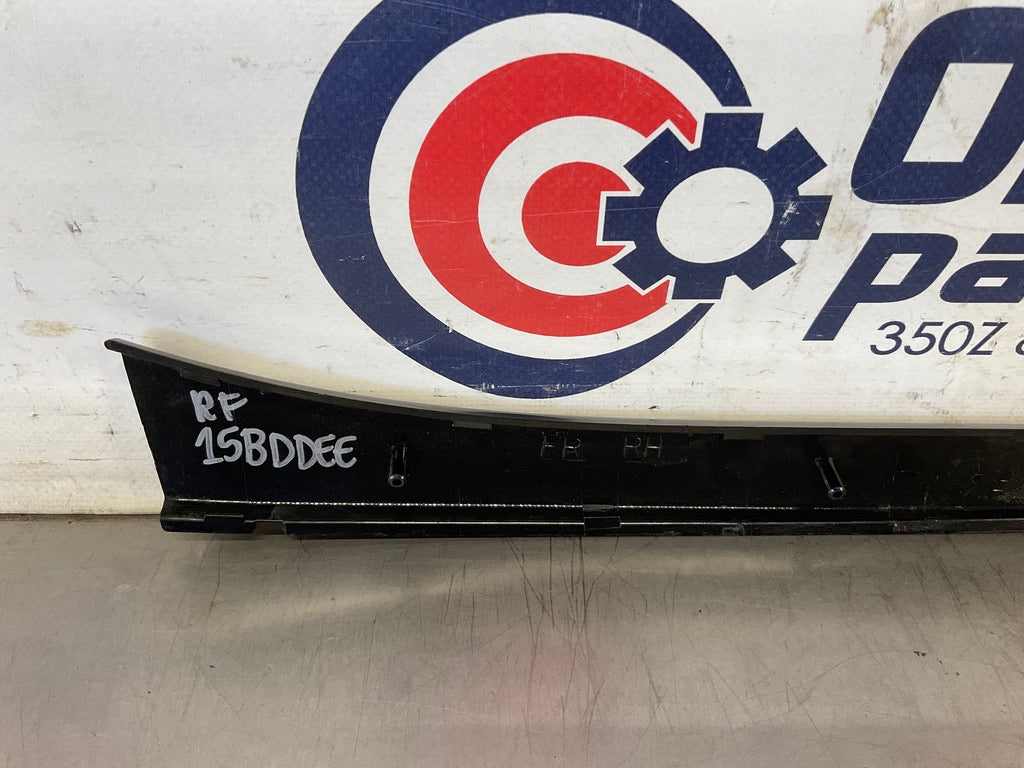 350Z &
RF
15BDDEE
FR RH